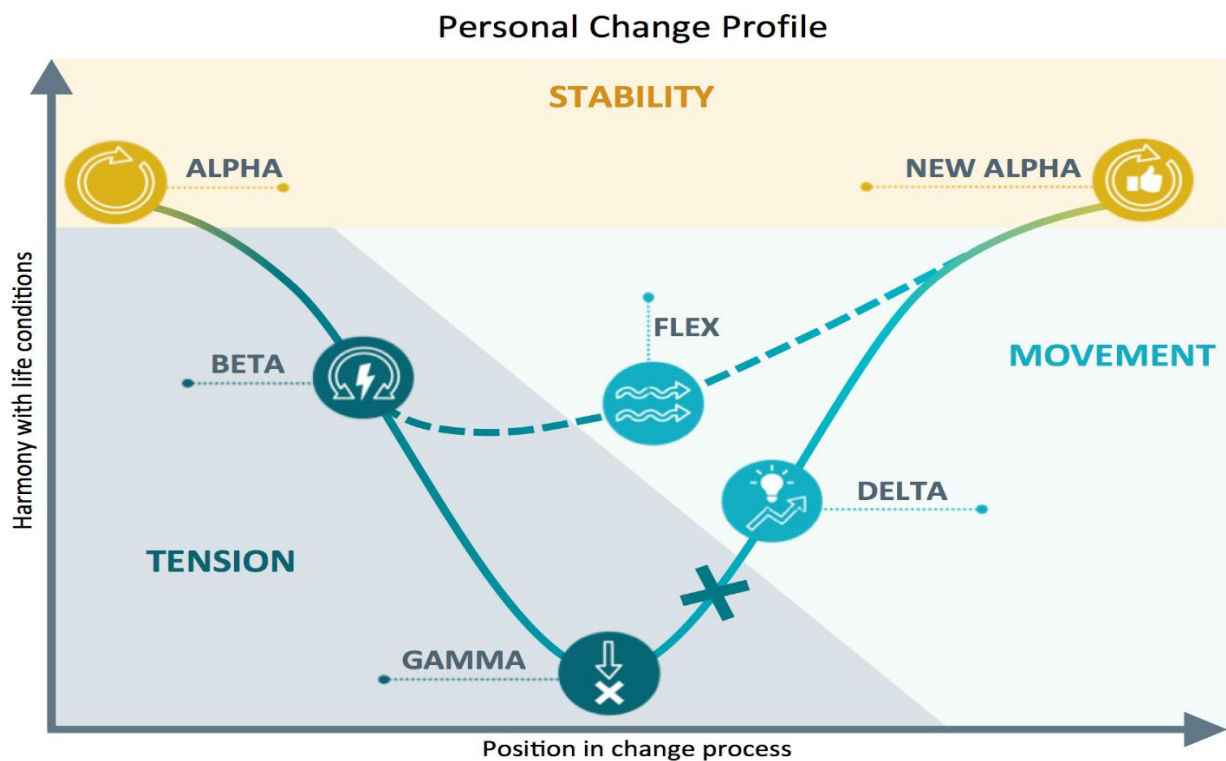 Personal Change Profile
STABILITY
ALPHA
NEW ALPHA
FLEX
BETA
MOVEMENT
DELTA
TENSION
GAMMA
Harmony with life conditions
Position in change process